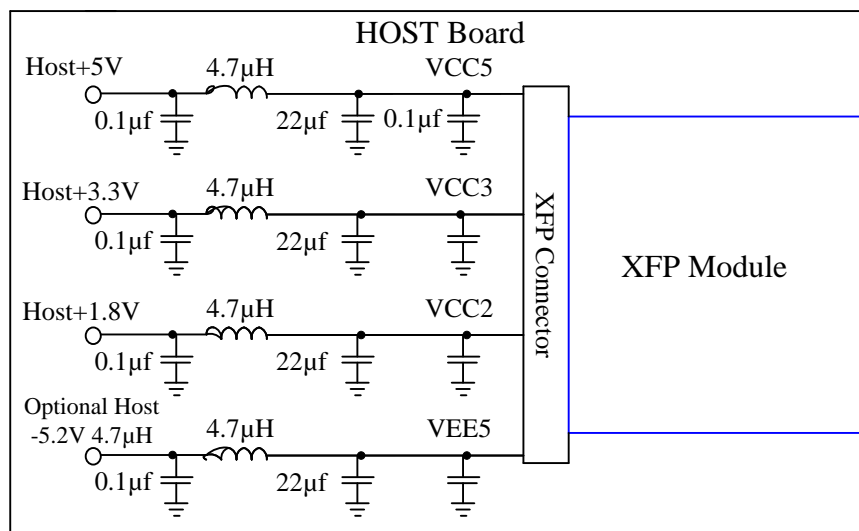 HOST Board
Host+5V
4.7µH
VCC5
0.1µf
22µf
0.1µf
Host+3.3V
4.7µH
VCC3
0.1µf
22µf
XFP Connector
XFP Module
Host+1.8V
4.7µH
VCC2
0.1µf
22µf
Optional Host
-5.2V 4.7µH
4.7µH
VEE5
0.1µf
22µf